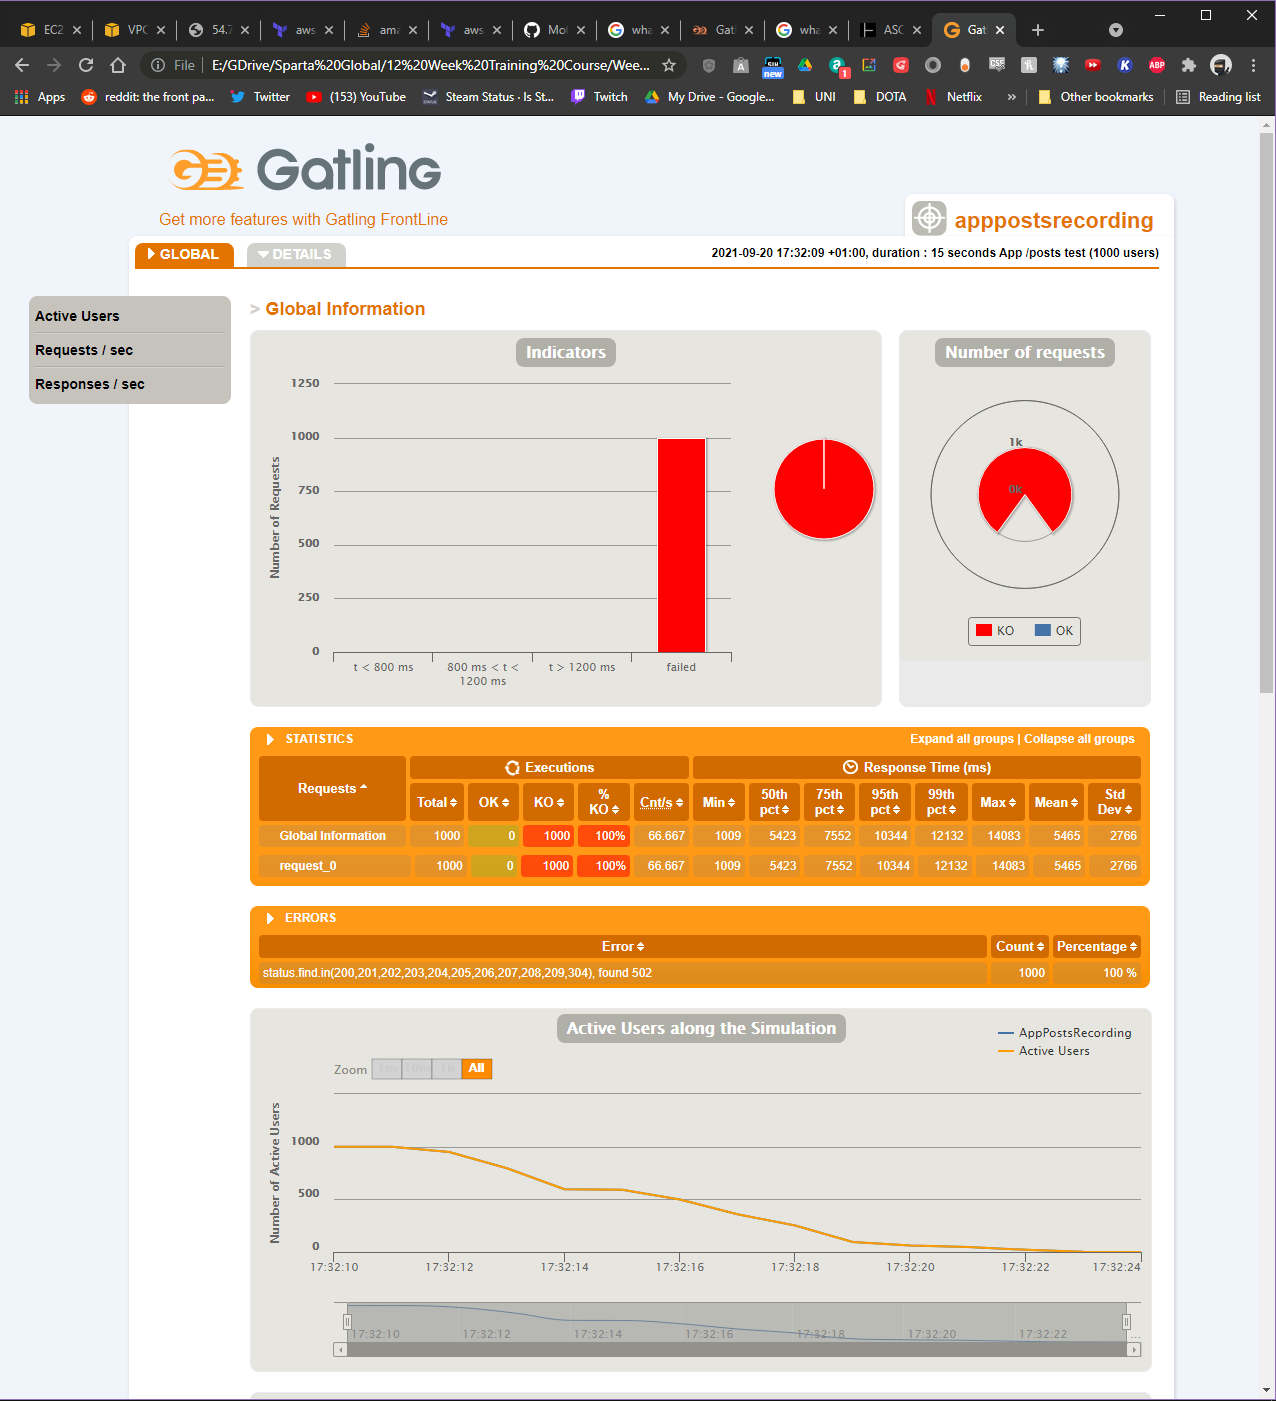 EC2
VPC
54.7
aws
ama
aws
Mol
wha
Gatl
wha
ASC
Gat
File | E:/GDrive/Sparta%20Global/12%20Week%20Training%20Course/Wee...
new
1
ABP
Apps
reddit: the front pa...
Twitter
(153) YouTube
Steam Status · Is St...
Twitch
My Drive - Google...
UNI
DOTA
Netflix
»
Other bookmarks
Reading list
Gatling
Get more features with Gatling FrontLine
apppostsrecording
GLOBAL
DETAILS
2021-09-20 17:32:09 +01:00, duration : 15 seconds App /posts test (1000 users)
Active Users
Requests / sec
Responses / sec
> Global Information
Indicators
Number of Requests
1250
1000
750
500
250
0
t < 800 ms
800 ms < t <
1200 ms
t > 1200 ms
failed
Number of requests
1k
0k
KO OK
STATISTICS
Expand all groups | Collapse all groups
Requests
Executions
Response Time (ms)
Total OK KO % KO Cnt/s Min 50th pct 75th pct 95th pct 99th pct Max Mean Std Dev
Global Information 1000 0 1000 100% 66.667 1009 5423 7552 10344 12132 14083 5465 2766
request_0 1000 0 1000 100% 66.667 1009 5423 7552 10344 12132 14083 5465 2766
ERRORS
Error Count Percentage
status.find.in(200,201,202,203,204,205,206,207,208,209,304), found 502 1000 100 %
Active Users along the Simulation
AppPostsRecording
Active Users
Zoom 1m 10m 1h All
Number of Active Users
1000
500
0
17:32:10 17:32:12 17:32:14 17:32:16 17:32:18 17:32:20 17:32:22 17:32:24
17:32:10 17:32:12 17:32:14 17:32:16 17:32:18 17:32:20 17:32:22 ...